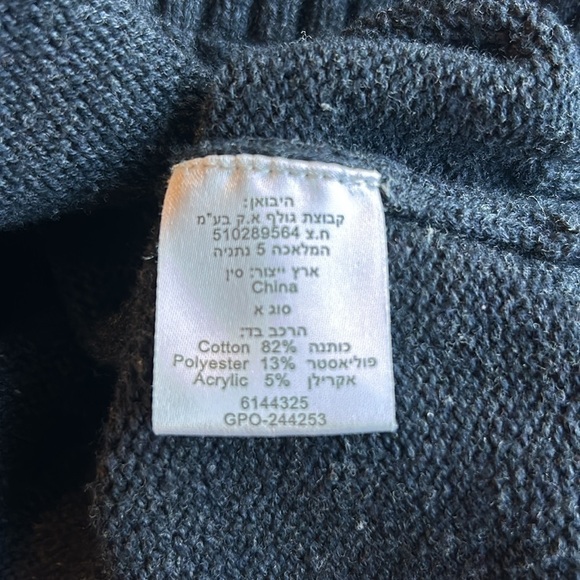 היבואן:
קבוצת גולף א.ק בע"מ
ח.צ 510289564
המלאכה 5 נתניה
ארץ ייצור: סין
China
סוג א
הרכב בד:
Cotton 82% כותנה
Polyester 13% פוליאסטר
Acrylic 5% אקרילן
6144325
GPO-244253